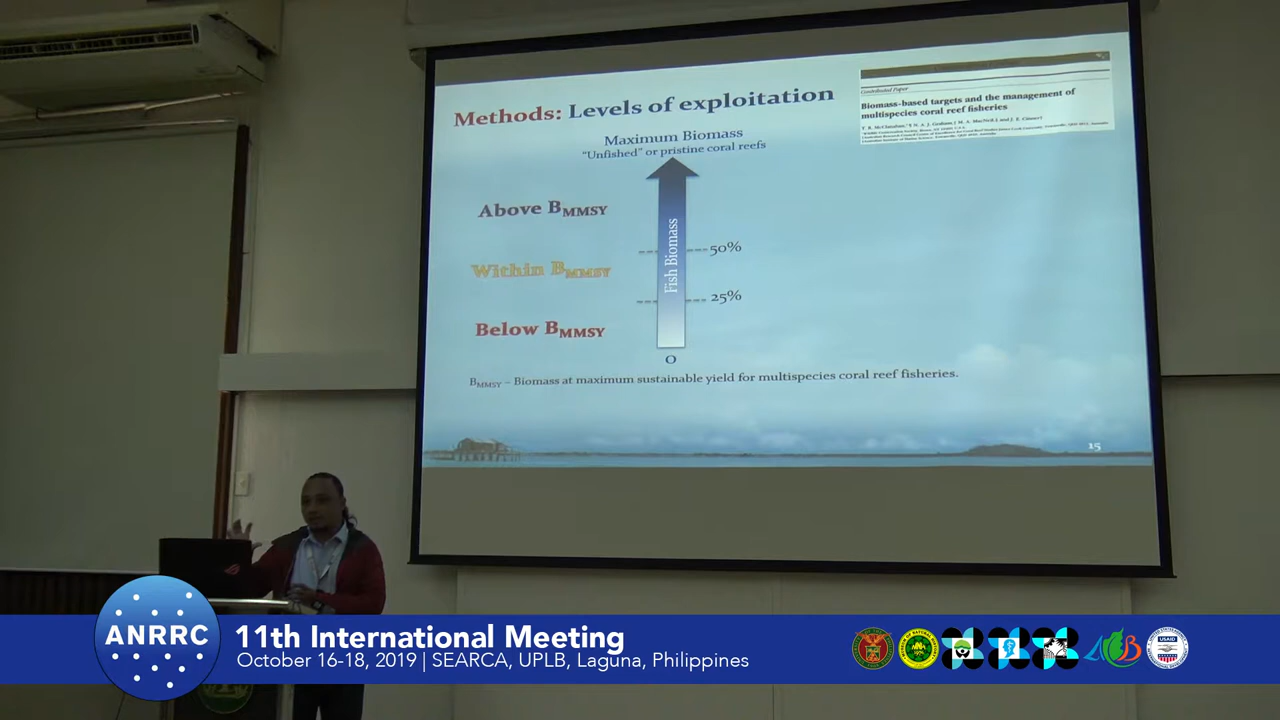 Methods: Levels of exploitation
Contributed Paper
Biomass-based targets and the management of
multispecies coral reef fisheries
Maximum Biomass
"Unfished" or pristine coral reefs
Above BMMSY
Within BMMSY
Below BMMSY
Fish Biomass
50%
25%
0
BMMSY – Biomass at maximum sustainable yield for multispecies coral reef fisheries.
15
ANRRC
11th International Meeting
October 16-18, 2019 | SEARCA, UPLB, Laguna, Philippines
USAID